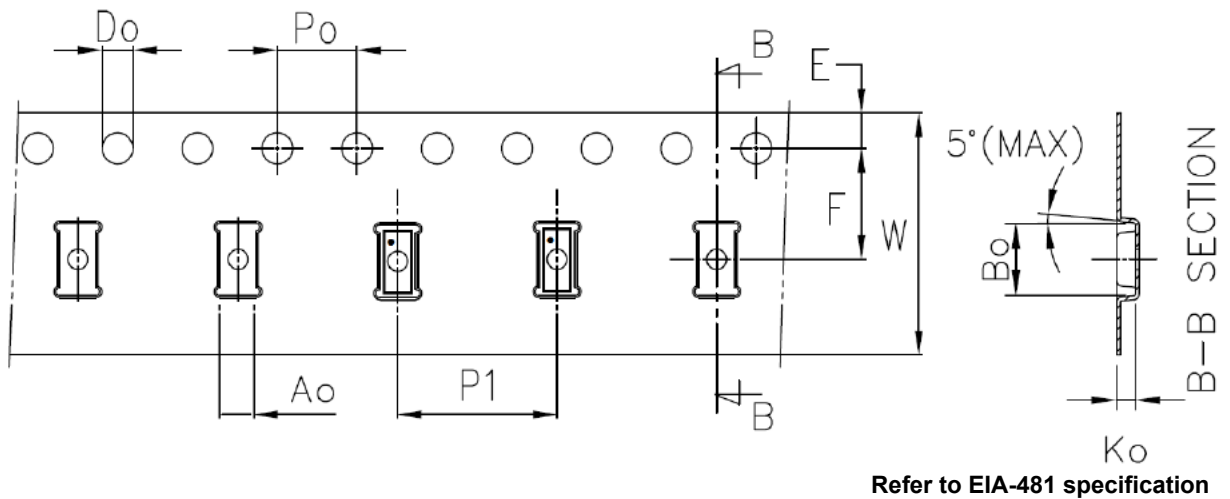 Do
Po
B
E
5°(MAX)
F
W
Bo
B-B SECTION
Ao
P1
B
Ko
Refer to EIA-481 specification